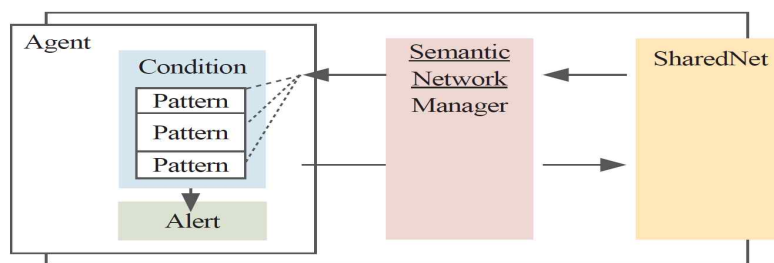 Agent
Condition
Pattern
Pattern
Pattern
Alert
Semantic
Network
Manager
SharedNet